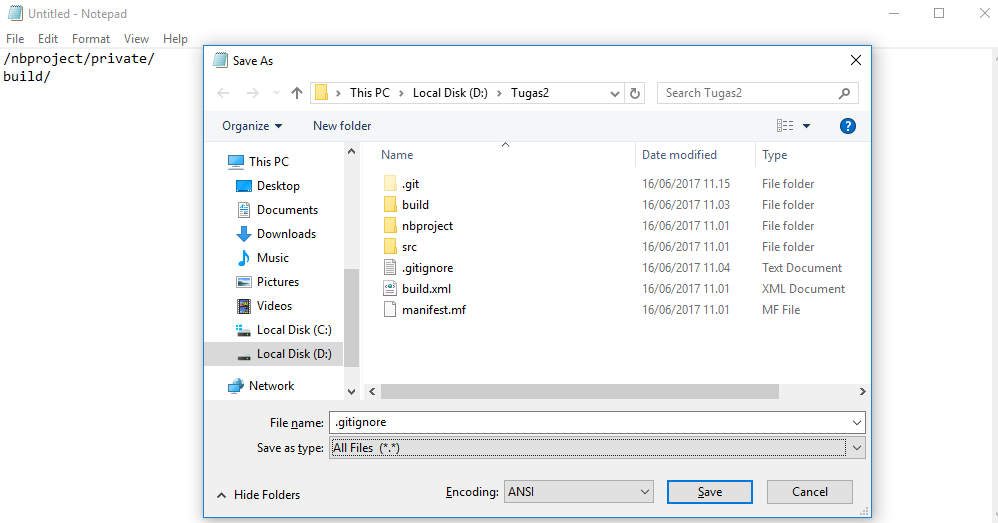 Untitled - Notepad
File Edit Format View Help
/nbproject/private/
build/
Save As
This PC > Local Disk (D:) > Tugas2
Search Tugas2
Organize
New folder
?
This PC
Desktop
Documents
Downloads
Music
Pictures
Videos
Local Disk (C:)
Local Disk (D:)
Network
Name Date modified Type
.git 16/06/2017 11.15 File folder
build 16/06/2017 11.03 File folder
nbproject 16/06/2017 11.01 File folder
src 16/06/2017 11.01 File folder
.gitignore 16/06/2017 11.04 Text Document
build.xml 16/06/2017 11.01 XML Document
manifest.mf 16/06/2017 11.01 MF File
File name: .gitignore
Save as type: All Files (*.*)
Hide Folders
Encoding: ANSI
Save
Cancel